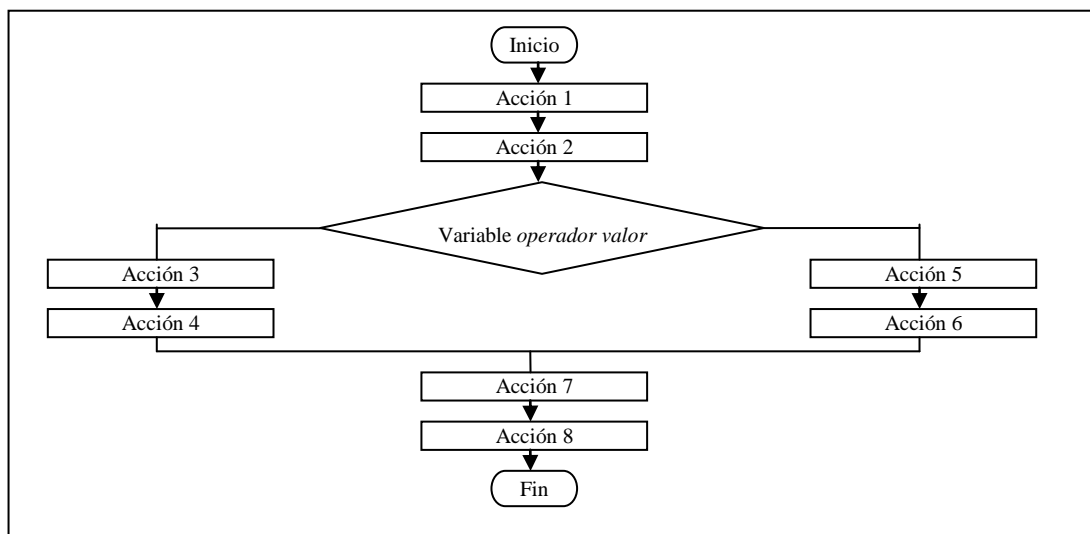 Inicio
Acción 1
Acción 2
Variable operador valor
Acción 3
Acción 5
Acción 4
Acción 6
Acción 7
Acción 8
Fin